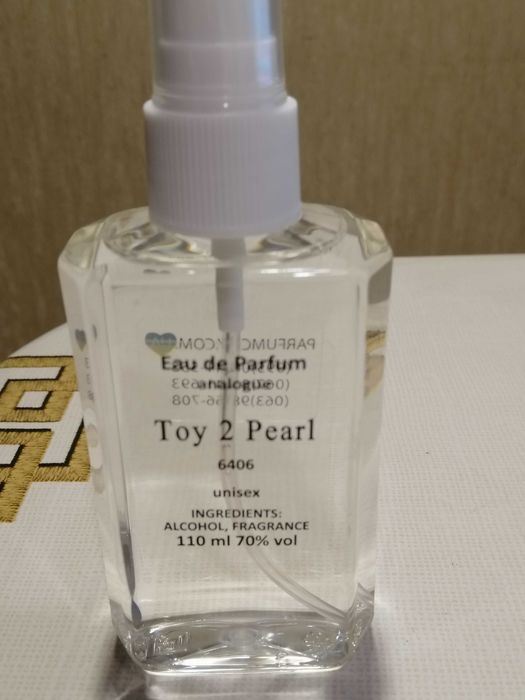 Eau de Parfum
analogue
Toy 2 Pearl
6406
unisex
INGREDIENTS:
ALCOHOL, FRAGRANCE
110 ml 70% vol